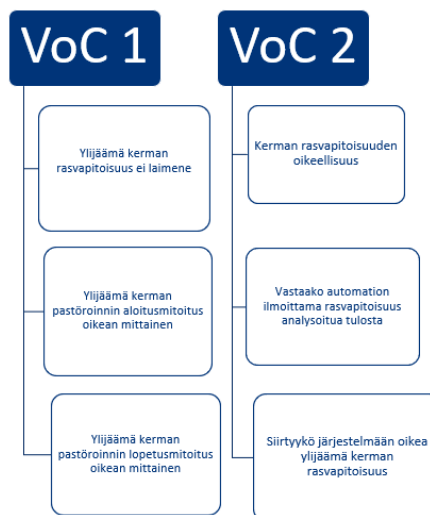 VoC 1
Ylijäämä kerman
rasvapitoisuus ei laimene
Ylijäämä kerman
pastöroinnin aloitusmitoitus
oikean mittainen
Ylijäämä kerman
pastöroinnin lopetusmitoitus
oikean mittainen
VoC 2
Kerman rasvapitoisuuden
oikeellisuus
Vastaako automation
ilmoittama rasvapitoisuus
analysoitua tulosta
Siirtyykö järjestelmään oikea
ylijäämä kerman
rasvapitoisuus